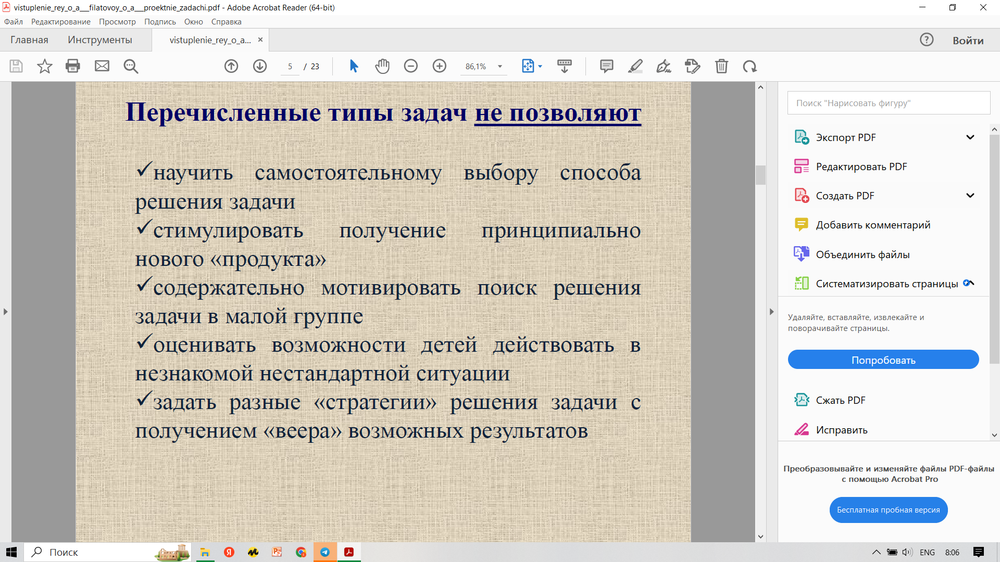 vistuplenie_rey_o_a__filatovoy_o_a__proektnie_zadachi.pdf - Adobe Acrobat Reader (64-bit)
Файл Редактирование Просмотр Подпись Окно Справка
Главная Инструменты vistuplenie_rey_o_a... × ? Войти
5 / 23 86,1%
Перечисленные типы задач не позволяют
✓научить самостоятельному выбору способа
решения задачи
✓стимулировать получение принципиально
нового «продукта»
✓содержательно мотивировать поиск решения
задачи в малой группе
✓оценивать возможности детей действовать в
незнакомой нестандартной ситуации
✓задать разные «стратегии» решения задачи с
получением «веера» возможных результатов
Поиск "Нарисовать фигуру"
Экспорт PDF
Редактировать PDF
Создать PDF
Добавить комментарий
Объединить файлы
Систематизировать страницы
Удаляйте, вставляйте, извлекайте и
поворачивайте страницы.
Попробовать
Сжать PDF
Исправить
Преобразовывайте и изменяйте файлы PDF-файлы
с помощью Acrobat Pro
Бесплатная пробная версия
Поиск
ENG 8:06